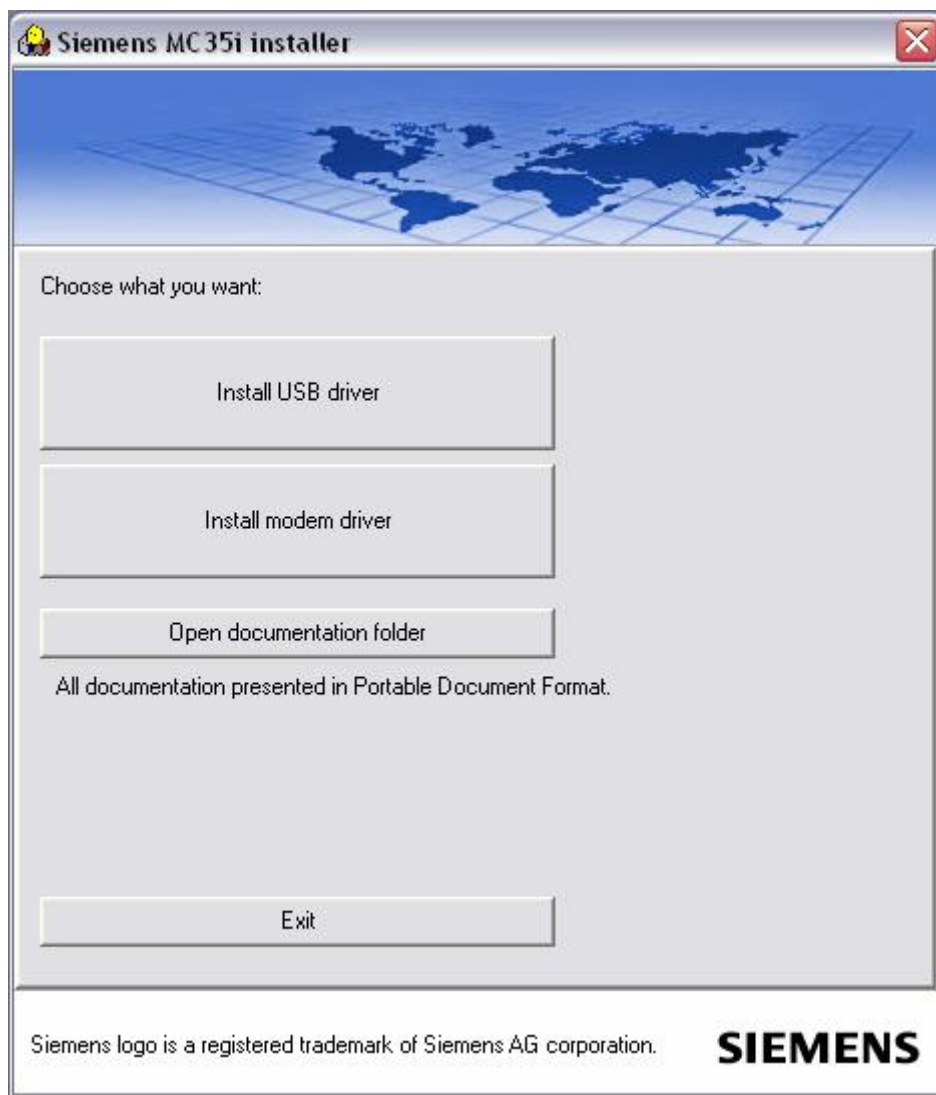 Siemens MC35i installer
Choose what you want:
Install USB driver
Install modem driver
Open documentation folder
All documentation presented in Portable Document Format.
Exit
Siemens logo is a registered trademark of Siemens AG corporation.
SIEMENS